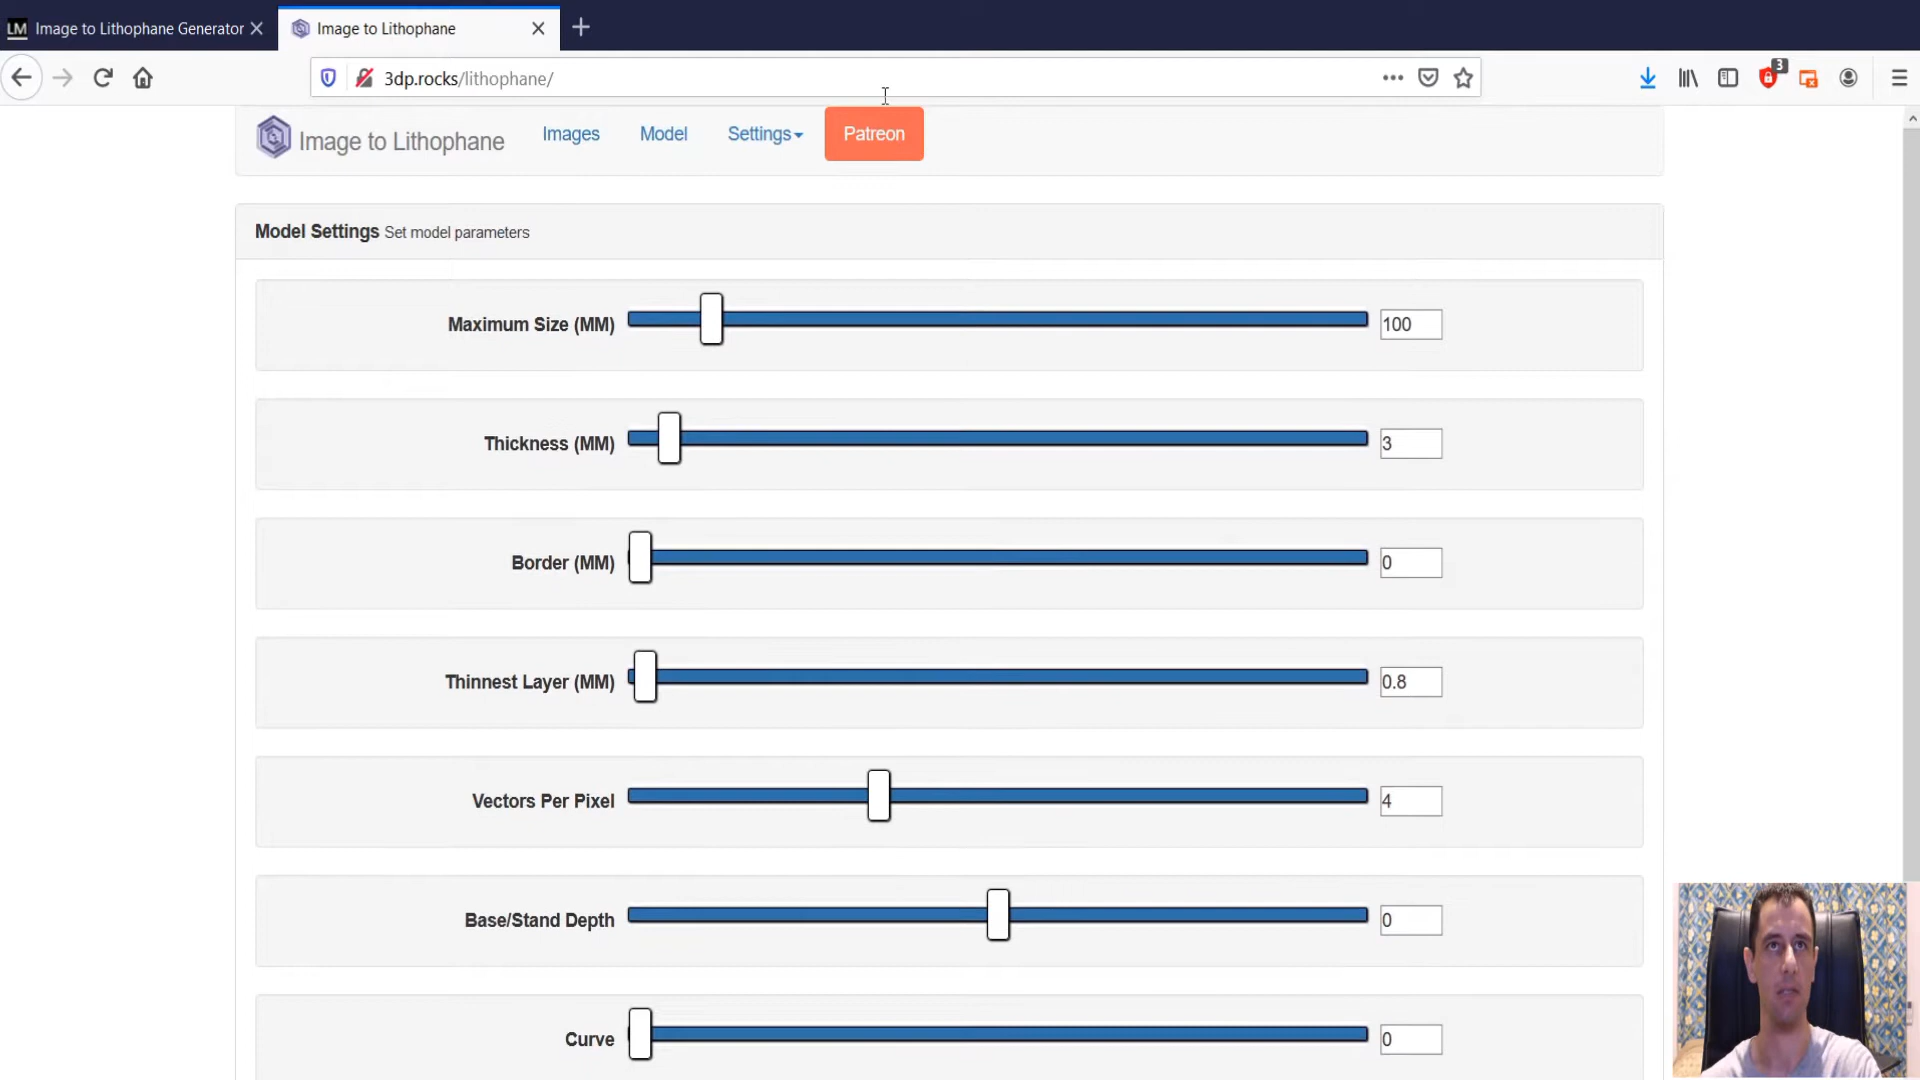 LM Image to Lithophane Generator
Image to Lithophane
3dp.rocks/lithophane/
3
Image to Lithophane Images Model Settings Patreon
Model Settings Set model parameters
Maximum Size (MM) 100
Thickness (MM) 3
Border (MM) 0
Thinnest Layer (MM) 0.8
Vectors Per Pixel 4
Base/Stand Depth 0
Curve 0